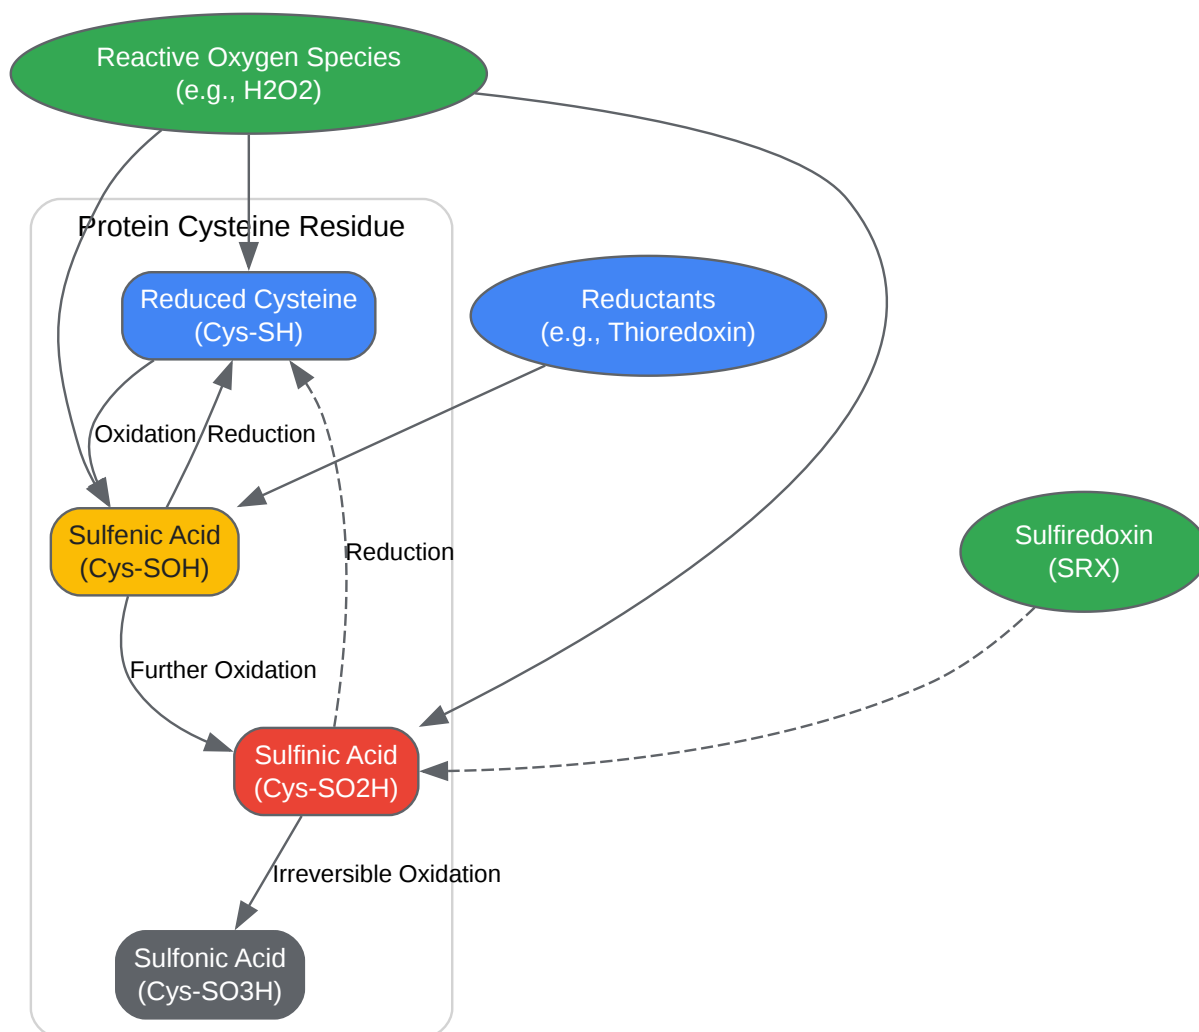 Reactive Oxygen Species
(e.g., H2O2)
Protein Cysteine Residue
Reduced Cysteine
(Cys-SH)
Reductants
(e.g., Thioredoxin)
Oxidation
Reduction
Sulfenic Acid
(Cys-SOH)
Reduction
Sulfiredoxin
(SRX)
Further Oxidation
Sulfinic Acid
(Cys-SO2H)
Irreversible Oxidation
Sulfonic Acid
(Cys-SO3H)